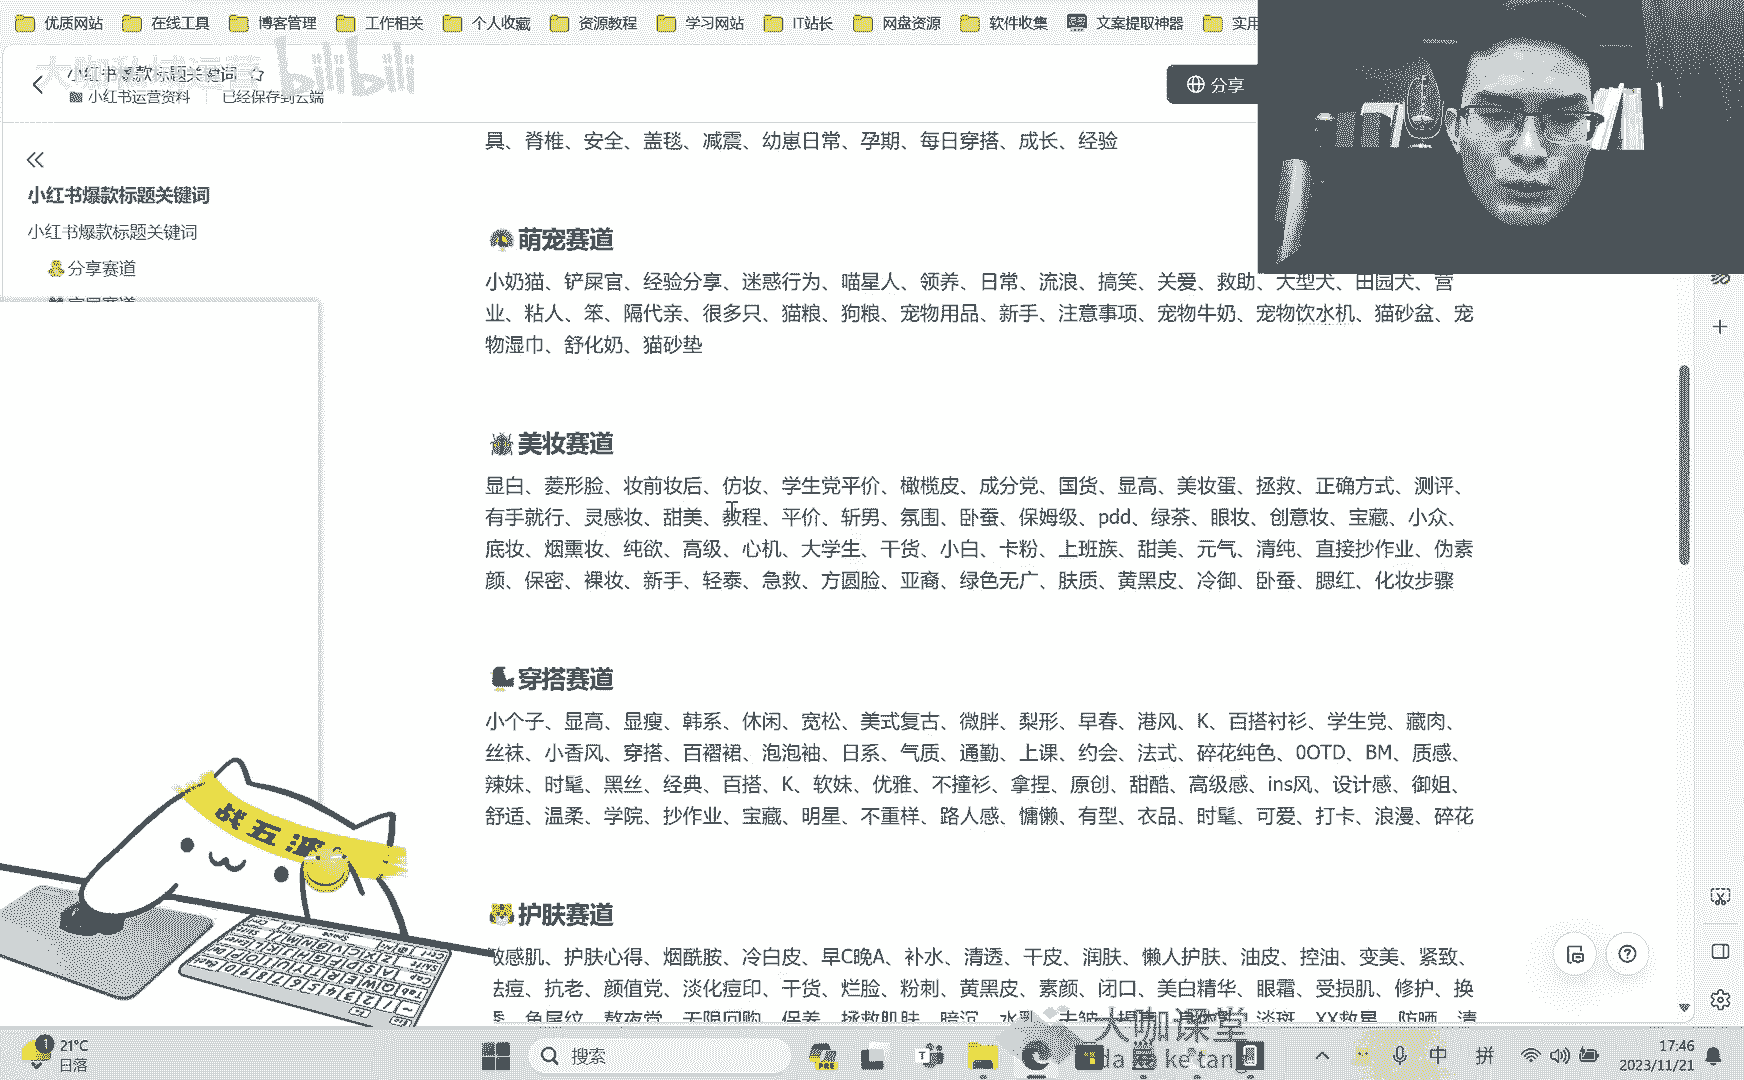 优质网站 在线工具 博客管理 工作相关 个人收藏 资源教程 学习网站 IT站长 网盘资源 软件收集 文案提取神器 实用
小红书爆款标题关键词
bilibili
小红书运营资料 已经保存到云端
分享
具、脊椎、安全、盖毯、减震、幼崽日常、孕期、每日穿搭、成长、经验
小红书爆款标题关键词
小红书爆款标题关键词
分享赛道
萌宠赛道
小奶猫、铲屎官、经验分享、迷惑行为、喵星人、领养、日常、流浪、搞笑、关爱、救助、大型犬、田园犬、营
业、粘人、笨、隔代亲、很多只、猫粮、狗粮、宠物用品、新手、注意事项、宠物牛奶、宠物饮水机、猫砂盆、宠
物湿巾、舒化奶、猫砂垫
美妆赛道
显白、菱形脸、妆前妆后、仿妆、学生党平价、橄榄皮、成分党、国货、显高、美妆蛋、拯救、正确方式、测评、
有手就行、灵感妆、甜美、教程、平价、斩男、氛围、卧蚕、保姆级、pdd、绿茶、眼妆、创意妆、宝藏、小众、
底妆、烟熏妆、纯欲、高级、心机、大学生、干货、小白、卡粉、上班族、甜美、元气、清纯、直接抄作业、伪素
颜、保密、裸妆、新手、轻泰、急救、方圆脸、亚裔、绿色无广、肤质、黄黑皮、冷御、卧蚕、腮红、化妆步骤
穿搭赛道
小个子、显高、显瘦、韩系、休闲、宽松、美式复古、微胖、梨形、早春、港风、K、百搭衬衫、学生党、藏肉、
丝袜、小香风、穿搭、百褶裙、泡泡袖、日系、气质、通勤、上课、约会、法式、碎花纯色、0OTD、BM、质感、
辣妹、时髦、黑丝、经典、百搭、K、软妹、优雅、不撞衫、拿捏、原创、甜酷、高级感、ins风、设计感、御姐、
舒适、温柔、学院、抄作业、宝藏、明星、不重样、路人感、慵懒、有型、衣品、时髦、可爱、打卡、浪漫、碎花
护肤赛道
敏感肌、护肤心得、烟酰胺、冷白皮、早C晚A、补水、清透、干皮、润肤、懒人护肤、油皮、控油、变美、紧致、
祛痘、抗老、颜值党、淡化痘印、干货、烂脸、粉刺、黄黑皮、素颜、闭口、美白精华、眼霜、受损肌、修护、换
战五渣
大咖课堂
da ka ke tang
1
21°C
日落
搜索
PRE
中 拼
17:46
2023/11/21